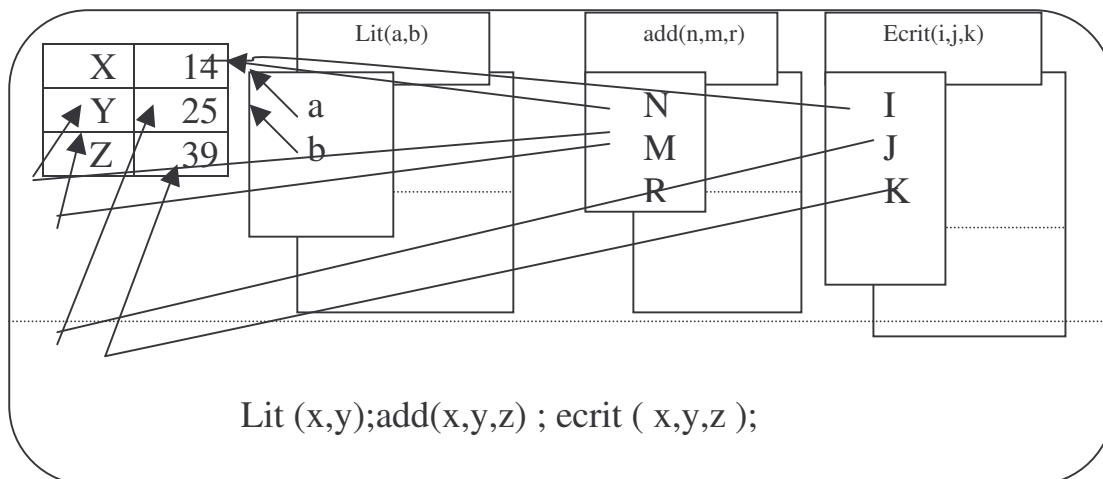 Lit(a,b)
add(n,m,r)
Ecrit(i,j,k)
X 14
Y 25
Z 39
a
b
N
M
R
I
J
K
Lit (x,y);add(x,y,z) ; ecrit ( x,y,z );